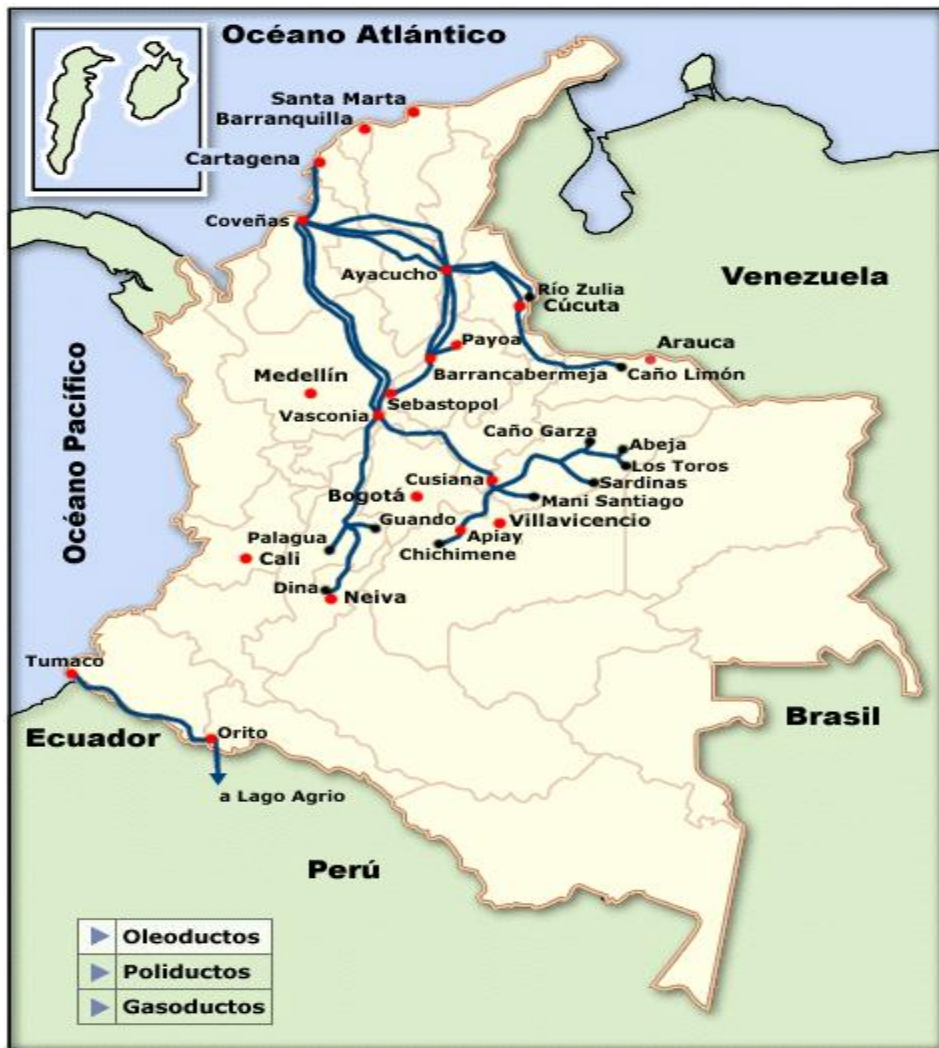 Océano Atlántico
Santa Marta
Barranquilla
Cartagena
Coveñas
Ayacucho
Río Zulia
Cúcuta
Venezuela
Payoa
Arauca
Barrancabermeja
Caño Limón
Medellín
Sebastopol
Vasconia
Océano Pacífico
Caño Garza
Abeja
Los Toros
Cusiana
Sardinas
Bogotá
Mani Santiago
Guando
Villavicencio
Palagua
Apiay
Chichimene
Cali
Dina
Neiva
Tumaco
Brasil
Ecuador
Orito
a Lago Agrio
Perú
Oleoductos
Poliductos
Gasoductos